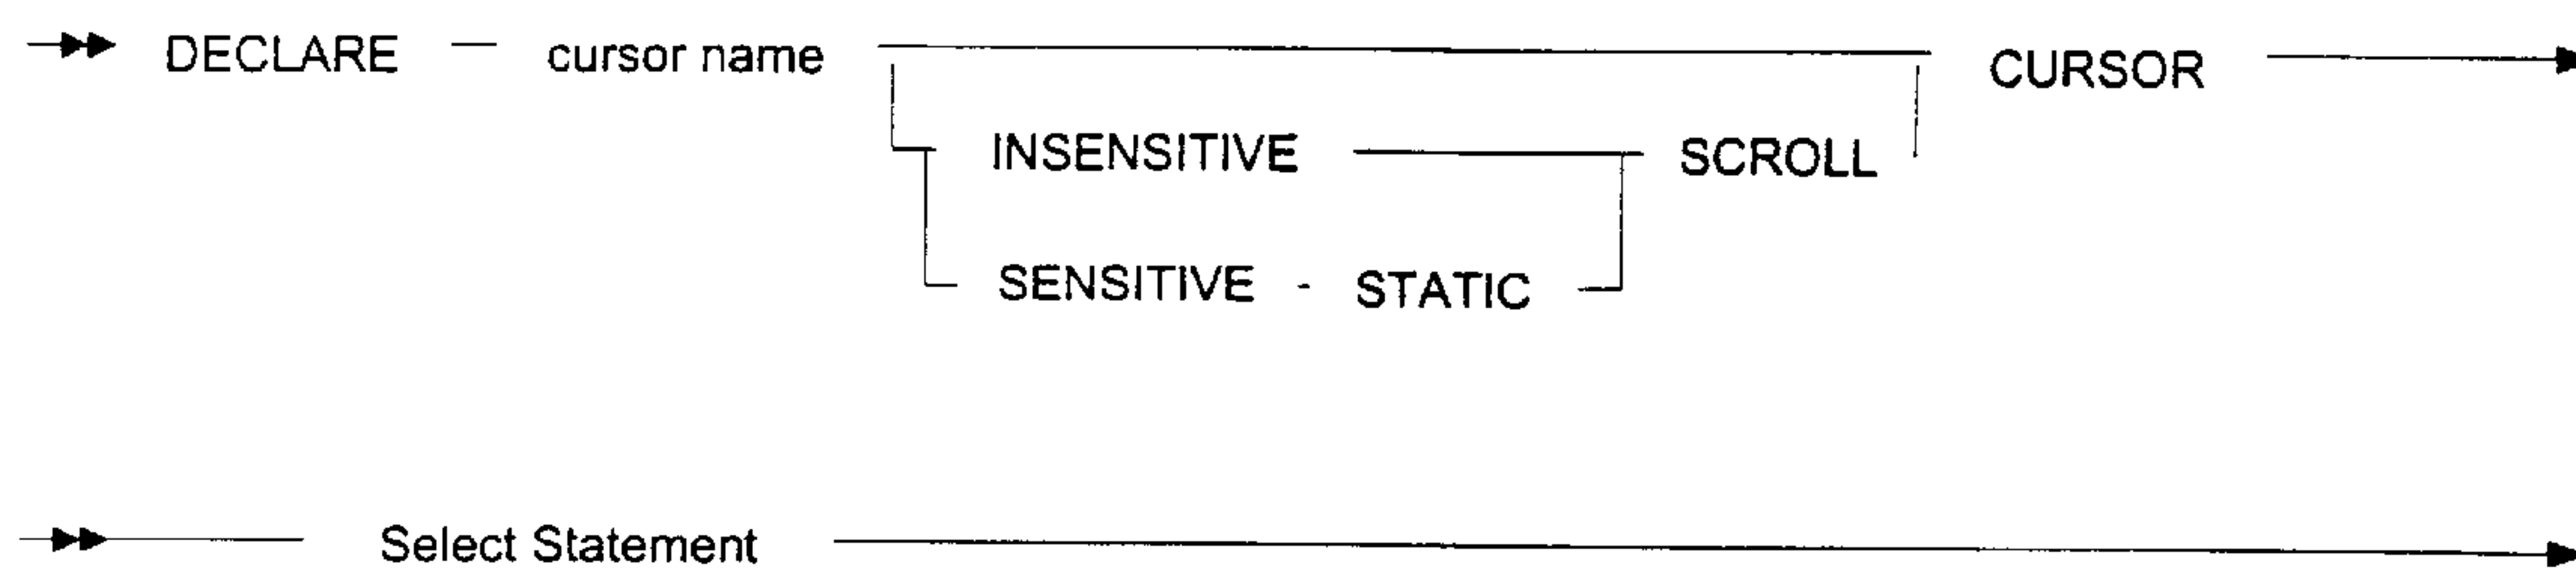 DECLARE cursor name CURSOR
INSENSITIVE SCROLL
SENSITIVE - STATIC
Select Statement